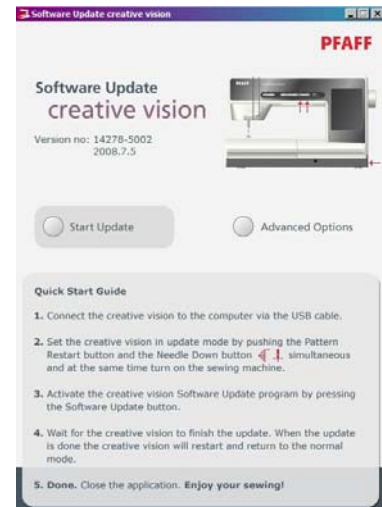 Software Update creative vision
PFAFF
Software Update
creative vision
Version no: 14278-5002
2008.7.5
Start Update
Advanced Options
Quick Start Guide
1. Connect the creative vision to the computer via the USB cable.
2. Set the creative vision in update mode by pushing the Pattern
Restart button and the Needle Down button simultaneous
and at the same time turn on the sewing machine.
3. Activate the creative vision Software Update program by pressing
the Software Update button.
4. Wait for the creative vision to finish the update. When the update
is done the creative vision will restart and return to the normal
mode.
5. Done. Close the application. Enjoy your sewing!